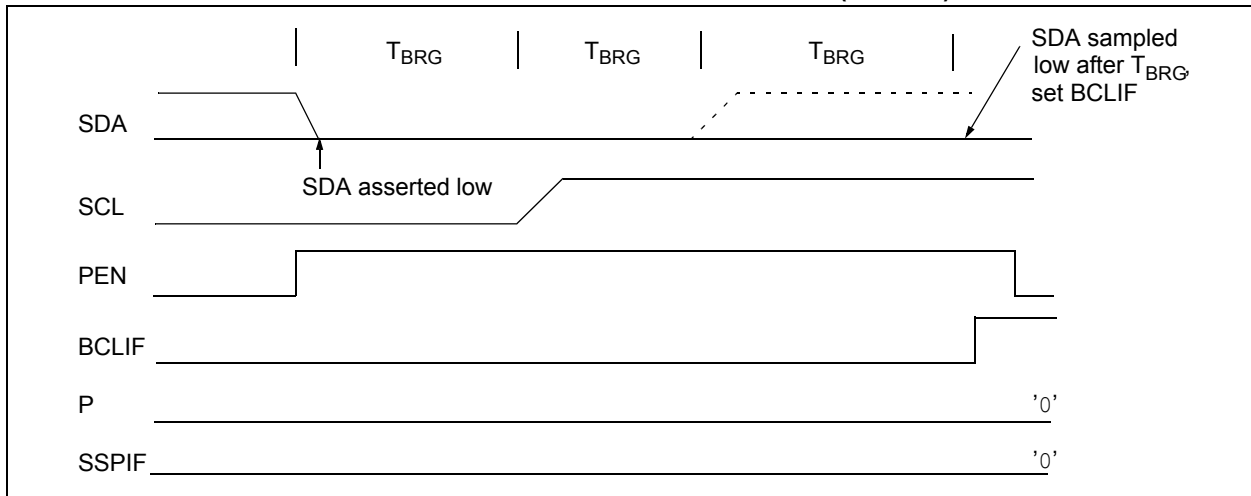 TBRG TBRG TBRG
SDA sampled
low after TBRG,
set BCLIF
SDA
SDA asserted low
SCL
PEN
BCLIF
P '0'
SSPIF '0'